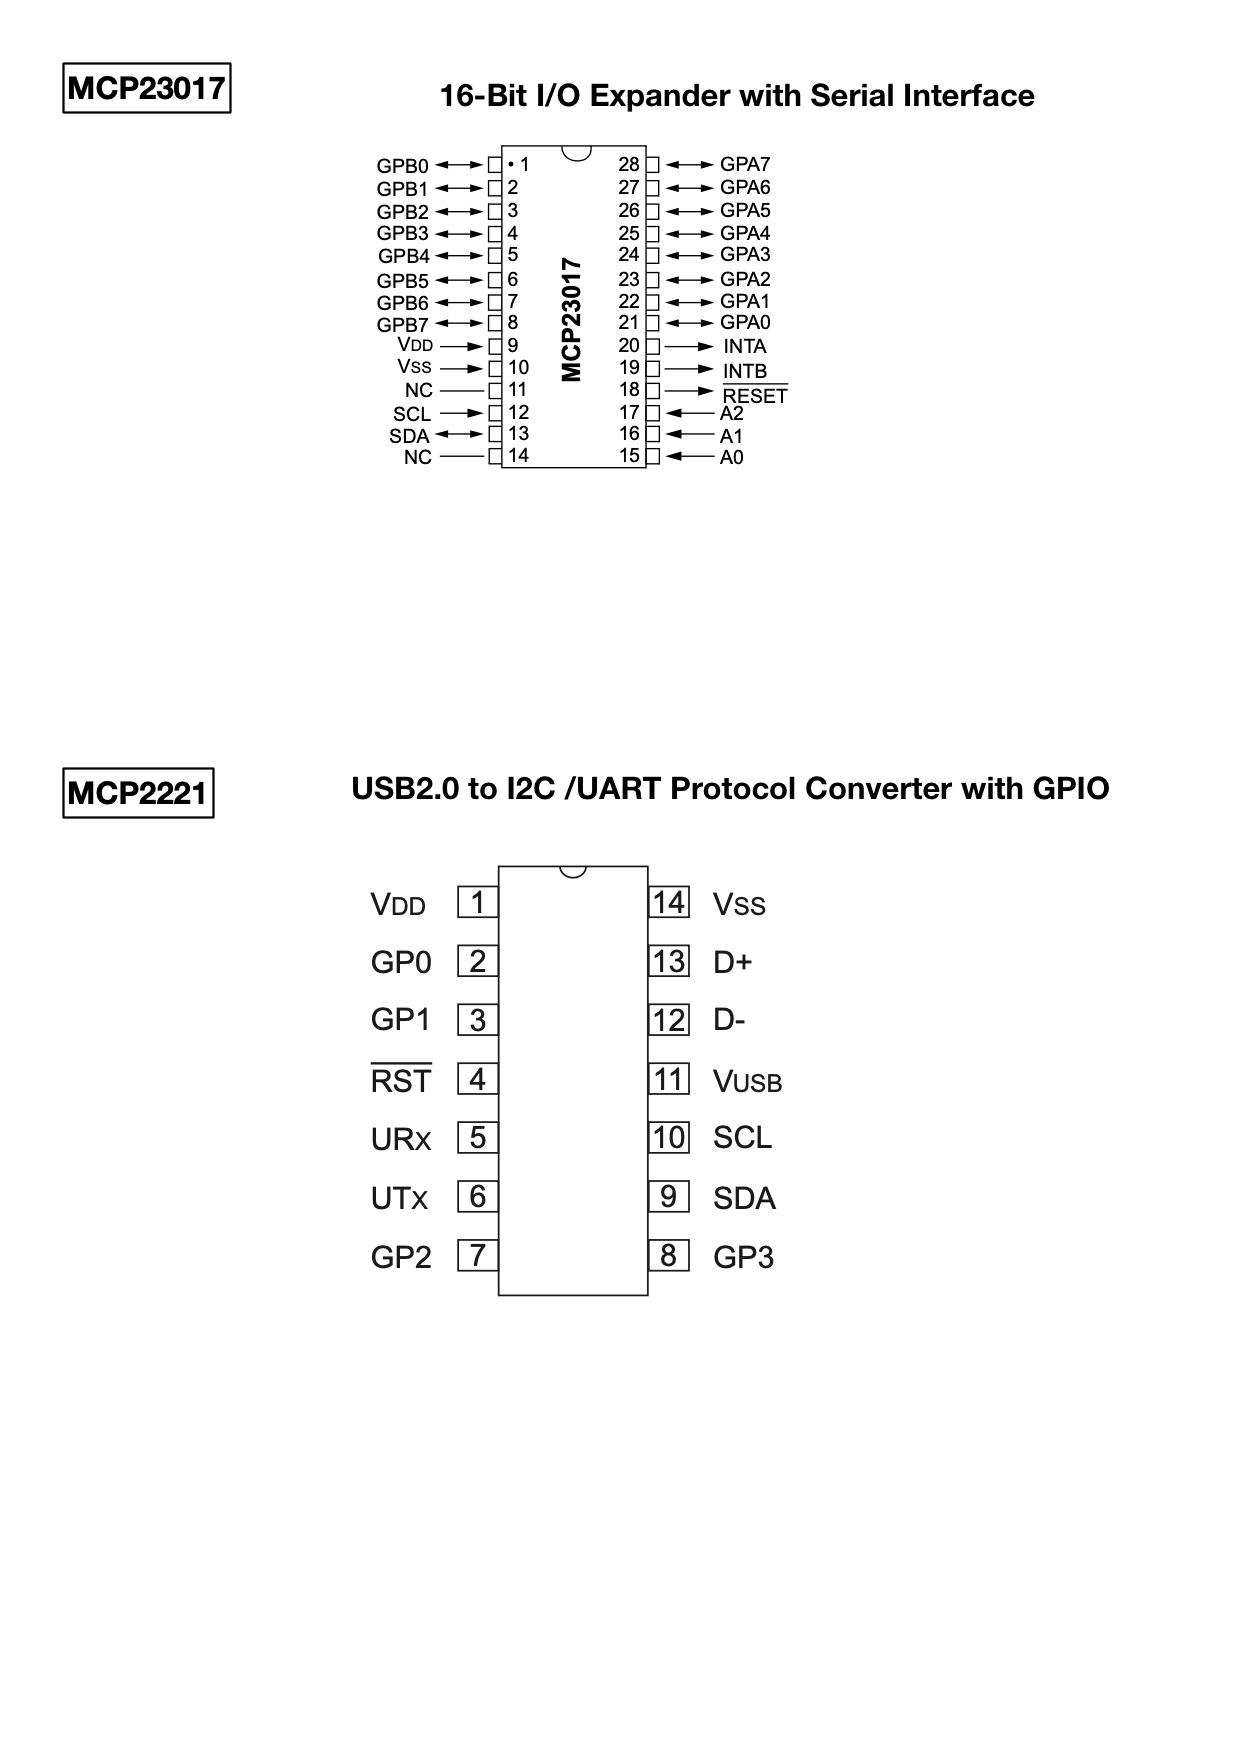 MCP23017
16-Bit I/O Expander with Serial Interface
GPB0 • 1 28 GPA7
GPB1 2 27 GPA6
GPB2 3 26 GPA5
GPB3 4 25 GPA4
GPB4 5 24 GPA3
GPB5 6 23 GPA2
GPB6 7 22 GPA1
GPB7 8 21 GPA0
VDD 9 20 INTA
VSS 10 19 INTB
NC 11 18 RESET
SCL 12 17 A2
SDA 13 16 A1
NC 14 15 A0
MCP23017
MCP2221
USB2.0 to I2C /UART Protocol Converter with GPIO
VDD 1 14 VSS
GP0 2 13 D+
GP1 3 12 D-
RST 4 11 VUSB
URX 5 10 SCL
UTX 6 9 SDA
GP2 7 8 GP3